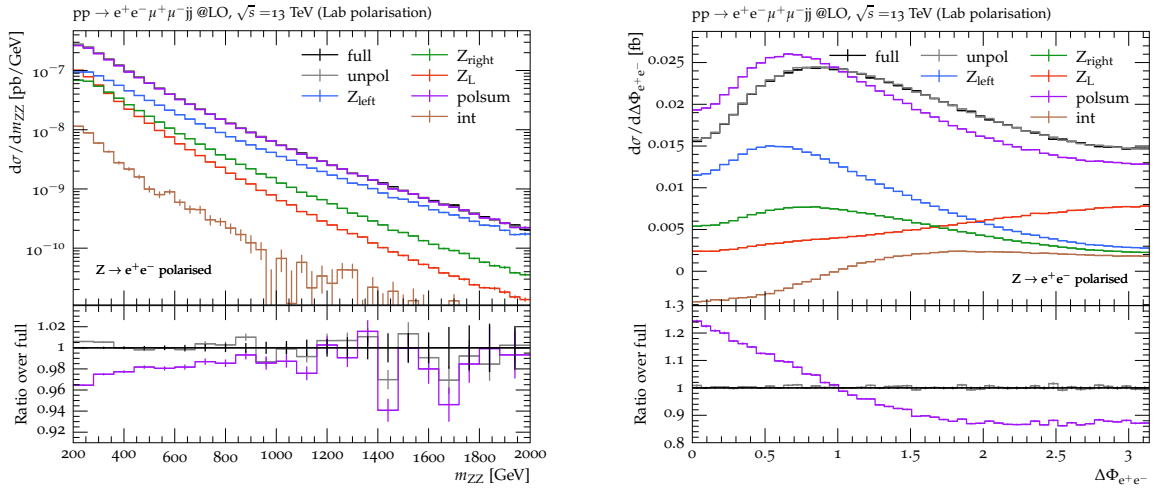 pp → e⁺e⁻μ⁺μ⁻jj @LO, √s =13 TeV (Lab polarisation)
dσ/dm_ZZ [pb/GeV]
full
unpol
Z_left
Z_right
Z_L
polsum
int
10⁻⁷
10⁻⁸
10⁻⁹
10⁻¹⁰
Z → e⁺e⁻ polarised
Ratio over full
1.02
1
0.98
0.96
0.94
0.92
200 400 600 800 1000 1200 1400 1600 1800 2000
m_ZZ [GeV]
pp → e⁺e⁻μ⁺μ⁻jj @LO, √s =13 TeV (Lab polarisation)
dσ/dΔΦ_e⁺e⁻ [fb]
full unpol Z_right
Z_left Z_L
polsum
int
0.025
0.02
0.015
0.01
0.005
0
Z → e⁺e⁻ polarised
Ratio over full
1.3
1.2
1.1
1
0.9
0.8
0 0.5 1 1.5 2 2.5 3
ΔΦ_e⁺e⁻